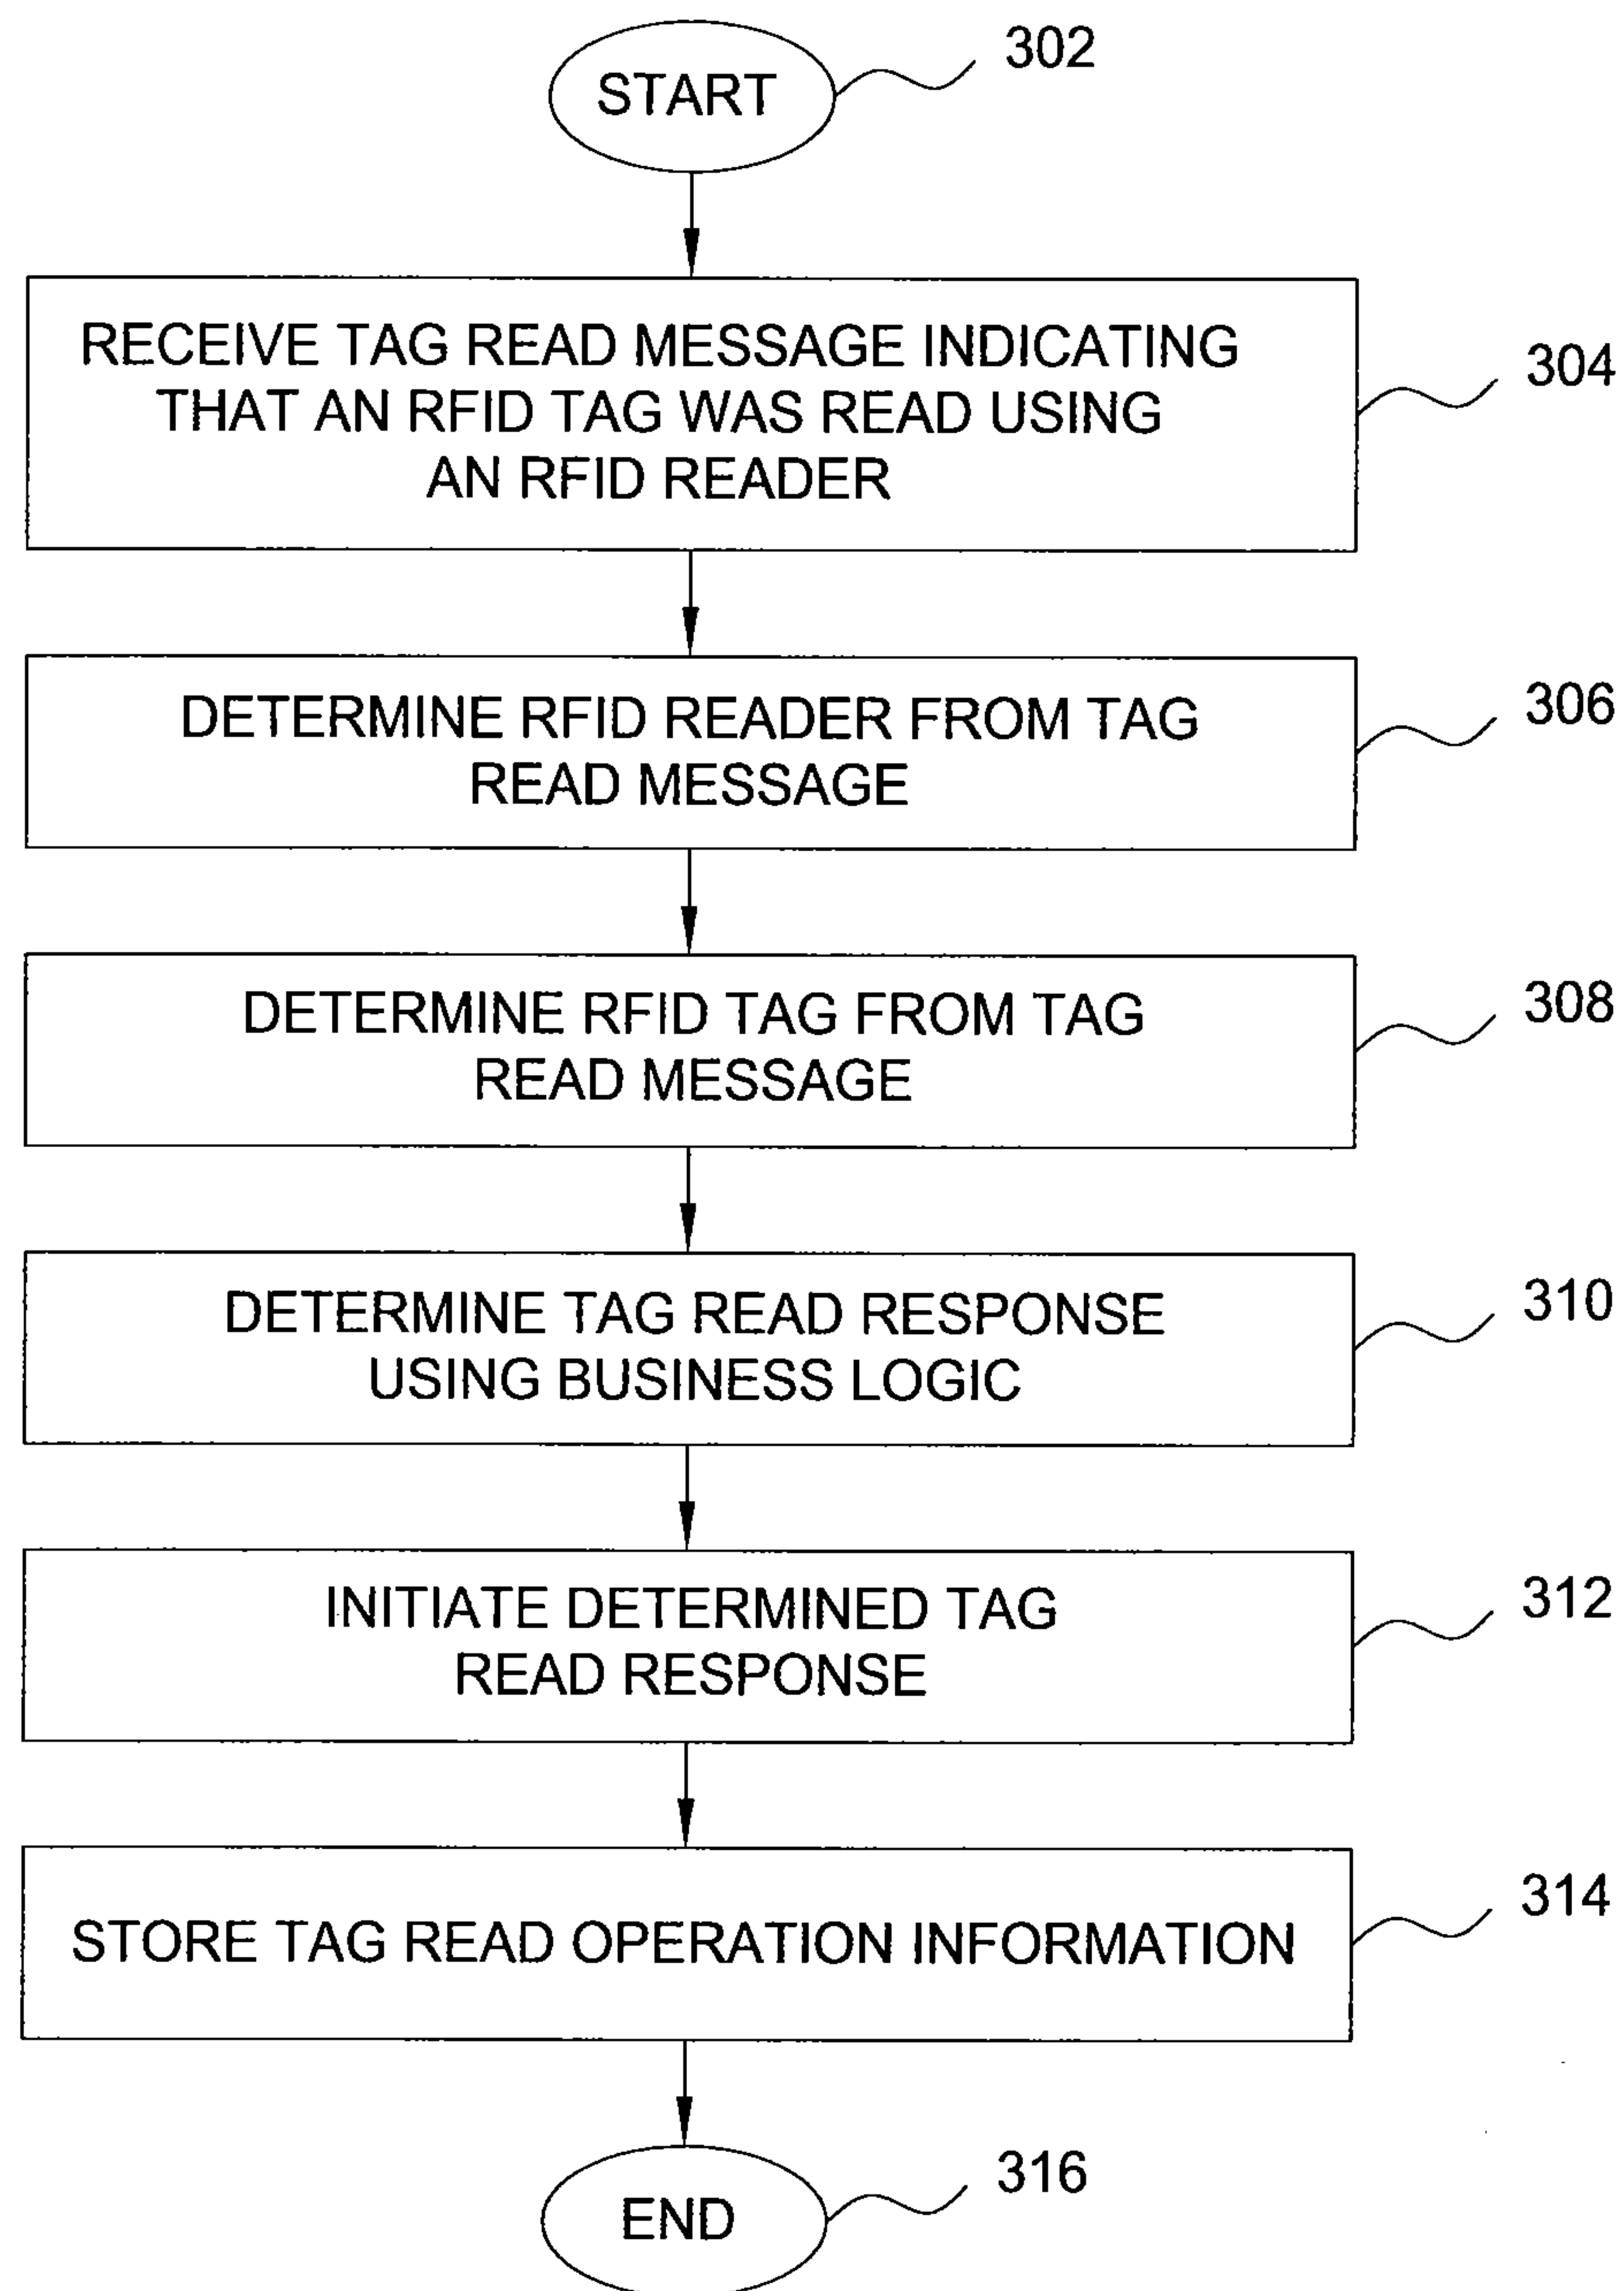 START
302
RECEIVE TAG READ MESSAGE INDICATING
THAT AN RFID TAG WAS READ USING
AN RFID READER
304
DETERMINE RFID READER FROM TAG
READ MESSAGE
306
DETERMINE RFID TAG FROM TAG
READ MESSAGE
308
DETERMINE TAG READ RESPONSE
USING BUSINESS LOGIC
310
INITIATE DETERMINED TAG
READ RESPONSE
312
STORE TAG READ OPERATION INFORMATION
314
END
316